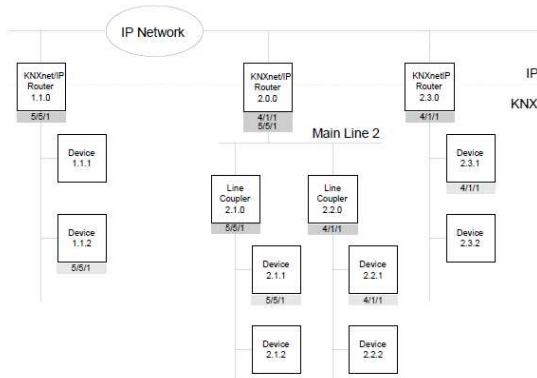 IP Network
KNXnet/IP
Router
1.1.0
5/5/1
KNXnet/IP
Router
2.0.0
4/1/1
5/5/1
KNXnetIP
Router
2.3.0
4/1/1
IP
KNX
Main Line 2
Device
1.1.1
Device
1.1.2
5/5/1
Line
Coupler
2.1.0
5/5/1
Line
Coupler
2.2.0
4/1/1
Device
2.3.1
4/1/1
Device
2.3.2
Device
2.1.1
5/5/1
Device
2.2.1
4/1/1
Device
2.1.2
Device
2.2.2